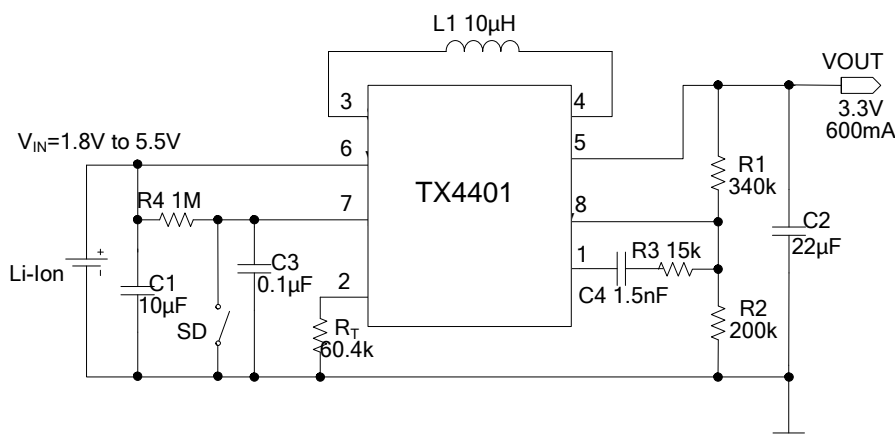 L1 10µH
VOUT
3.3V
600mA
3
4
V_IN=1.8V to 5.5V
6
5
R1
340k
TX4401
R4 1M
7
8
C2
22µF
Li-Ion
+
-
C1
10µF
C3
0.1µF
1
R3 15k
C4 1.5nF
2
SD
R_T
60.4k
R2
200k